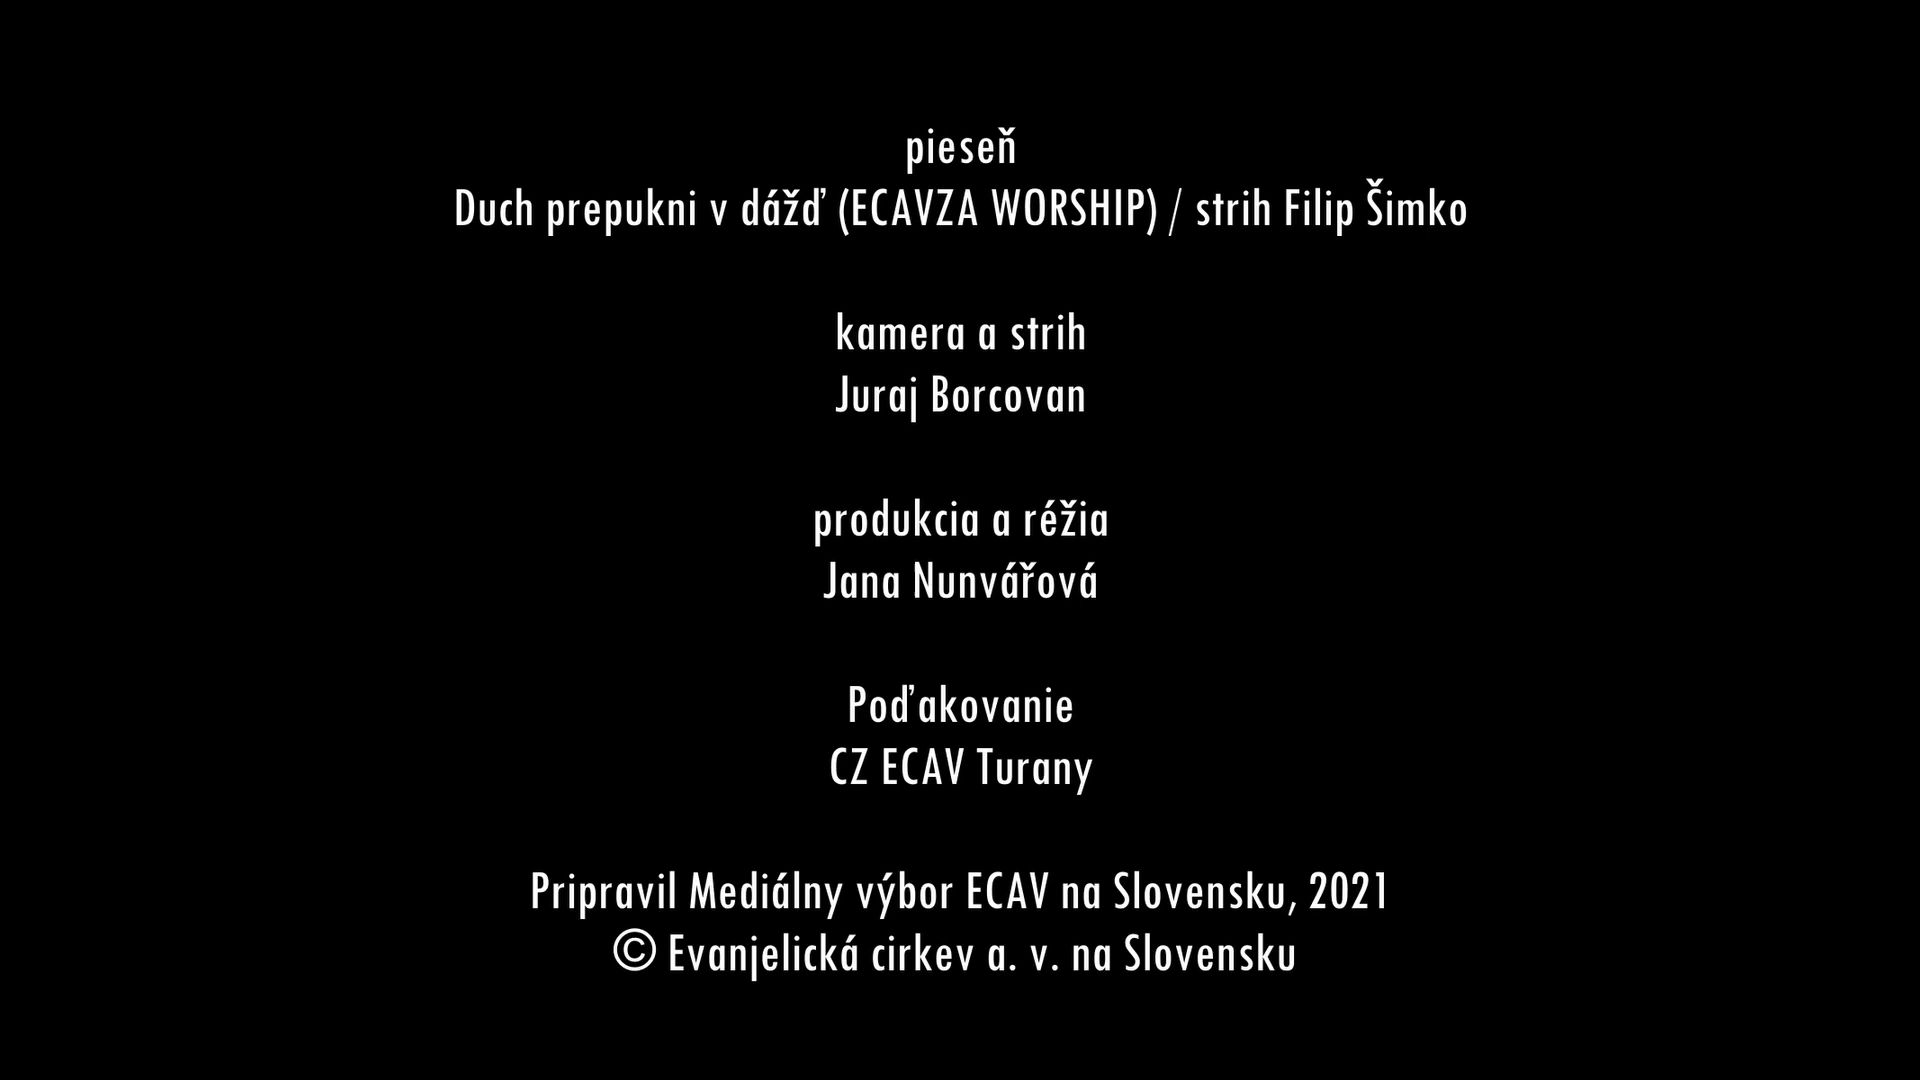 pieseň
Duch prepukni v dážď (ECAVZA WORSHIP) / strih Filip Šimko
kamera a strih
Juraj Borcovan
produkcia a réžia
Jana Nunvářová
Poďakovanie
CZ ECAV Turany
Pripravil Mediálny výbor ECAV na Slovensku, 2021
© Evanjelická cirkev a. v. na Slovensku